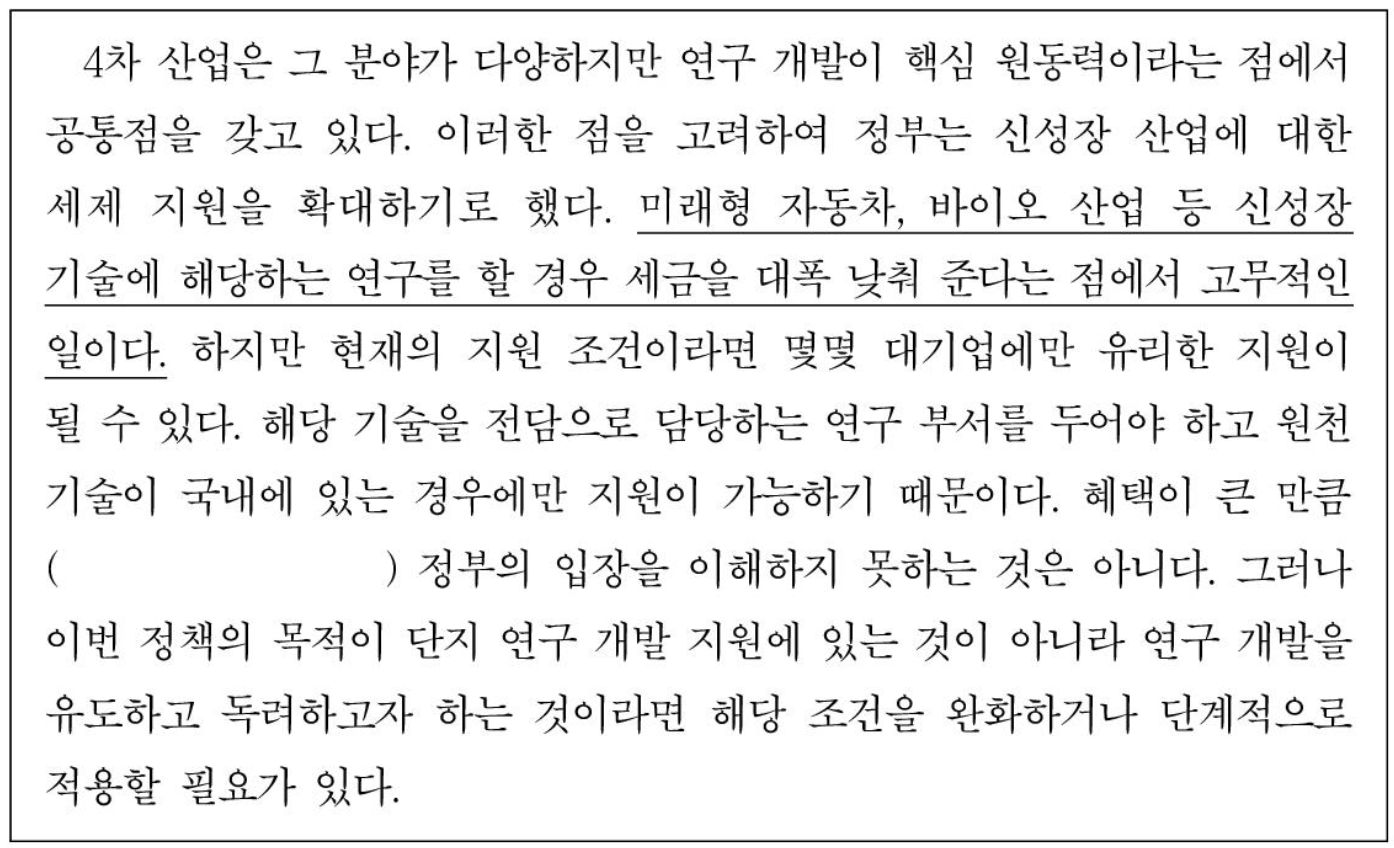 4차 산업은 그 분야가 다양하지만 연구 개발이 핵심 원동력이라는 점에서
공통점을 갖고 있다. 이러한 점을 고려하여 정부는 신성장 산업에 대한
세제 지원을 확대하기로 했다. 미래형 자동차, 바이오 산업 등 신성장
기술에 해당하는 연구를 할 경우 세금을 대폭 낮춰 준다는 점에서 고무적인
일이다. 하지만 현재의 지원 조건이라면 몇몇 대기업에만 유리한 지원이
될 수 있다. 해당 기술을 전담으로 담당하는 연구 부서를 두어야 하고 원천
기술이 국내에 있는 경우에만 지원이 가능하기 때문이다. 혜택이 큰 만큼
(                    ) 정부의 입장을 이해하지 못하는 것은 아니다. 그러나
이번 정책의 목적이 단지 연구 개발 지원에 있는 것이 아니라 연구 개발을
유도하고 독려하고자 하는 것이라면 해당 조건을 완화하거나 단계적으로
적용할 필요가 있다.